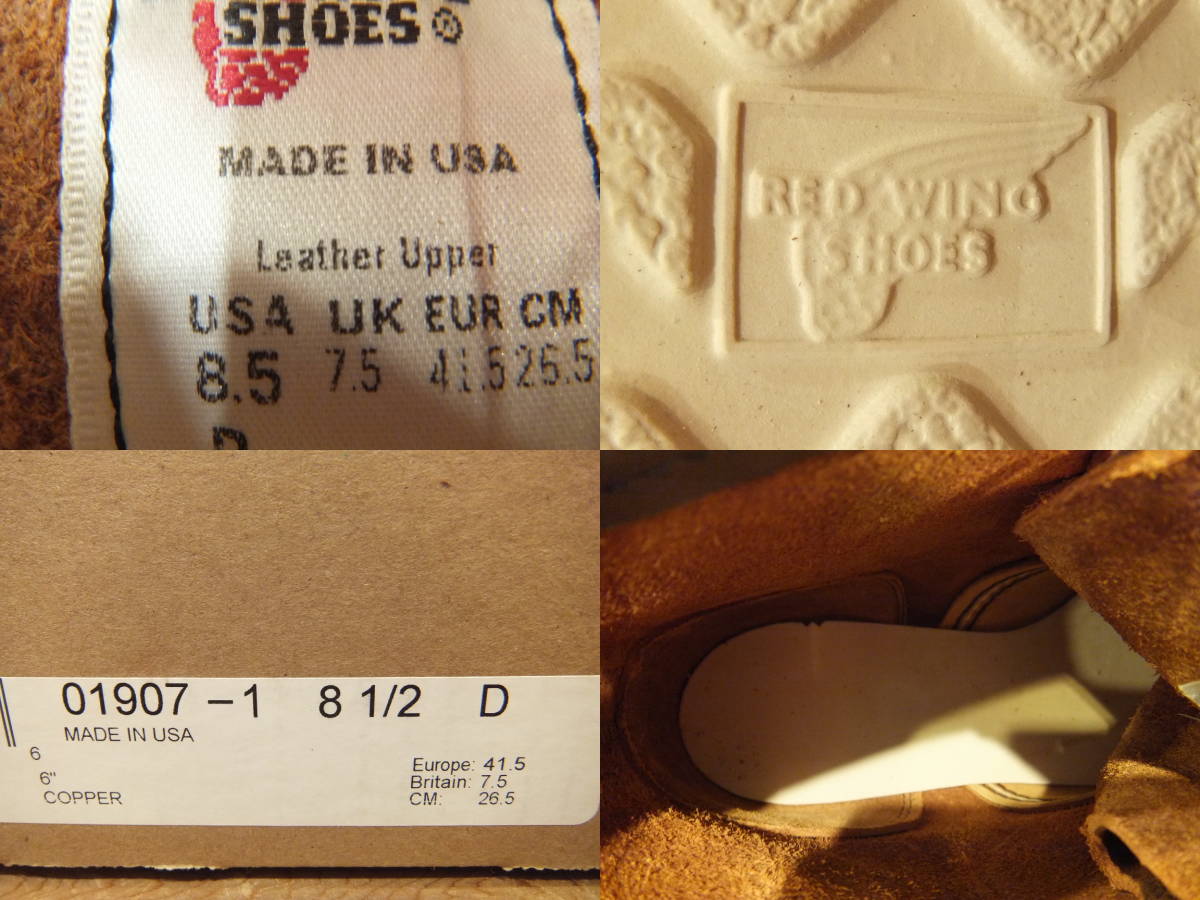 SHOES ®
MADE IN USA
Leather Upper
USA UK EUR CM
8.5 7.5 41.5 26.5
D
RED WING
SHOES
01907 -1 8 1/2 D
MADE IN USA
6
6"
COPPER
Europe: 41.5
Britain: 7.5
CM: 26.5